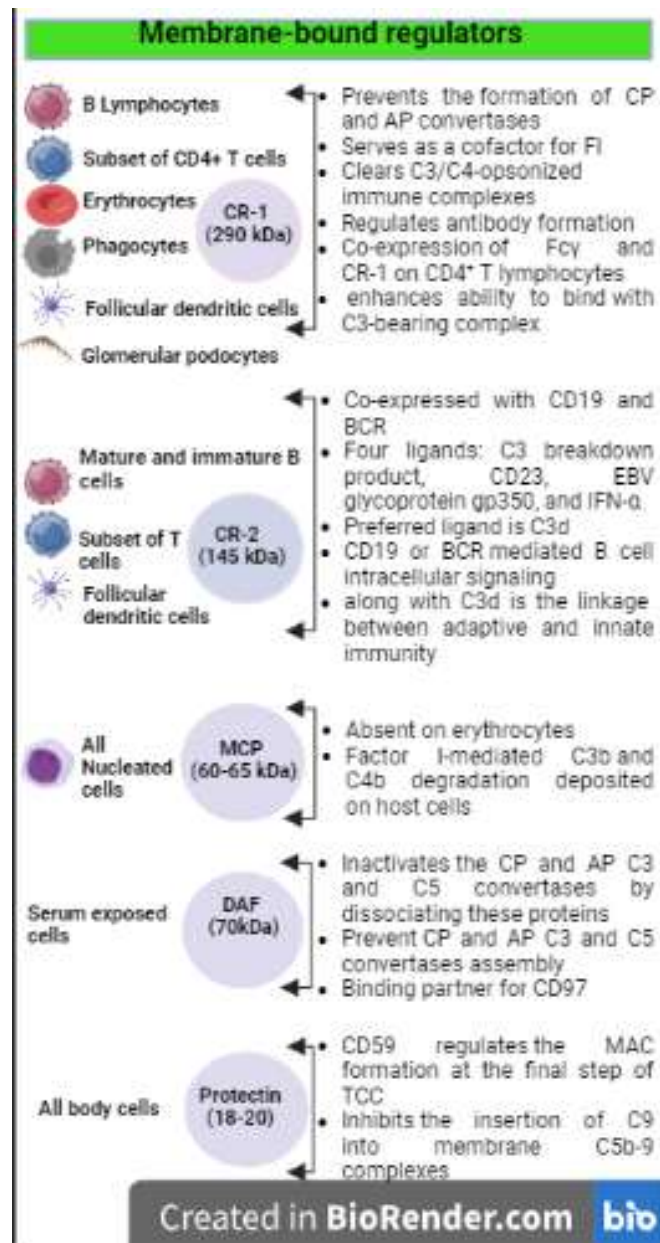 Membrane-bound regulators
B Lymphocytes
Subset of CD4+ T cells
Erythrocytes
Phagocytes
Follicular dendritic cells
Glomerular podocytes
CR-1
(290 kDa)
• Prevents the formation of CP
and AP convertases
• Serves as a cofactor for FI
• Clears C3/C4-opsonized
immune complexes
• Regulates antibody formation
• Co-expression of Fcγ and
CR-1 on CD4⁺ T lymphocytes
• enhances ability to bind with
C3-bearing complex
Mature and immature B
cells
Subset of T
cells
Follicular
dendritic cells
CR-2
(145 kDa)
• Co-expressed with CD19 and
BCR
• Four ligands: C3 breakdown
product, CD23, EBV
glycoprotein gp350, and IFN-α
• Preferred ligand is C3d
• CD19 or BCR mediated B cell
intracellular signaling
• along with C3d is the linkage
between adaptive and innate
immunity
All
Nucleated
cells
MCP
(60-65 kDa)
• Absent on erythrocytes
• Factor I-mediated C3b and
C4b degradation deposited
on host cells
Serum exposed
cells
DAF
(70kDa)
• Inactivates the CP and AP C3
and C5 convertases by
dissociating these proteins
• Prevent CP and AP C3 and C5
convertases assembly
• Binding partner for CD97
All body cells
Protectin
(18-20)
• CD59 regulates the MAC
formation at the final step of
TCC
• Inhibits the insertion of C9
into membrane C5b-9
complexes
Created in BioRender.com bio